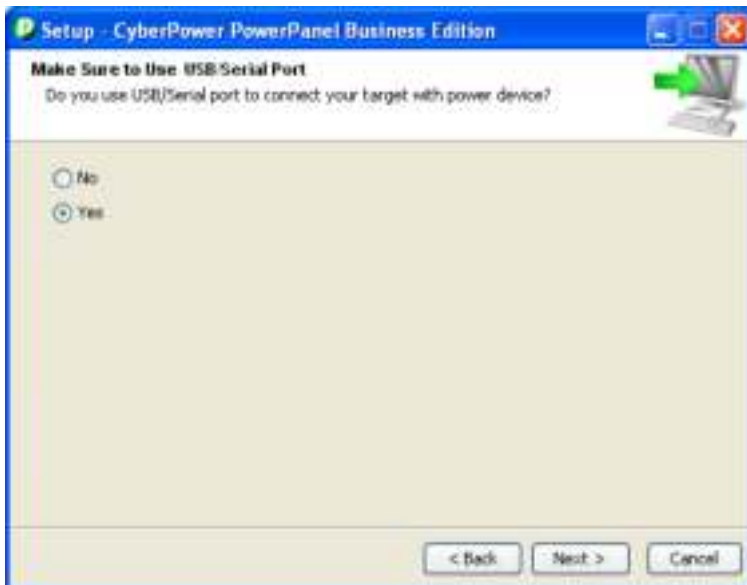 Setup - CyberPower PowerPanel Business Edition
Make Sure to Use USB/Serial Port
Do you use USB/Serial port to connect your target with power device?
No
Yes
< Back Next > Cancel